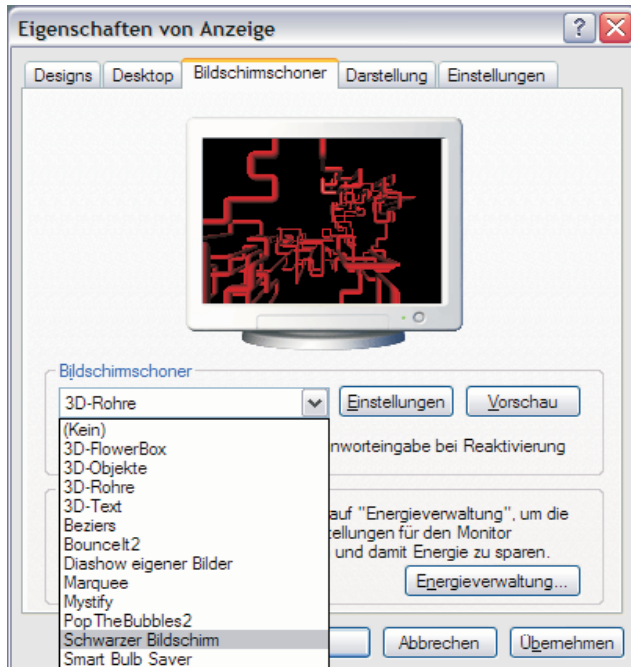 Eigenschaften von Anzeige
Designs Desktop Bildschirmschoner Darstellung Einstellungen
Bildschirmschoner
3D-Rohre Einstellungen Vorschau
(Kein)
3D-FlowerBox
nworteingabe bei Reaktivierung
3D-Objekte
3D-Rohre
3D-Text
Beziers
BounceIt2
Diashow eigener Bilder
Marquee
Mystify
PopTheBubbles2
Schwarzer Bildschirm
Smart Bulb Saver
auf "Energieverwaltung", um die
tellungen für den Monitor
und damit Energie zu sparen.
Energieverwaltung...
Abbrechen Übernehmen